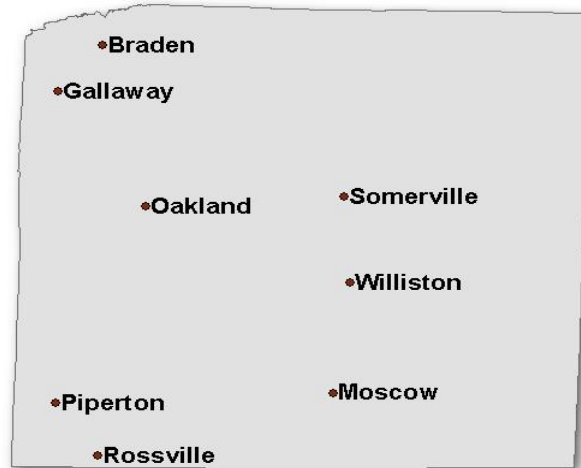 Braden
Gallaway
Somerville
Oakland
Williston
Moscow
Piperton
Rossville